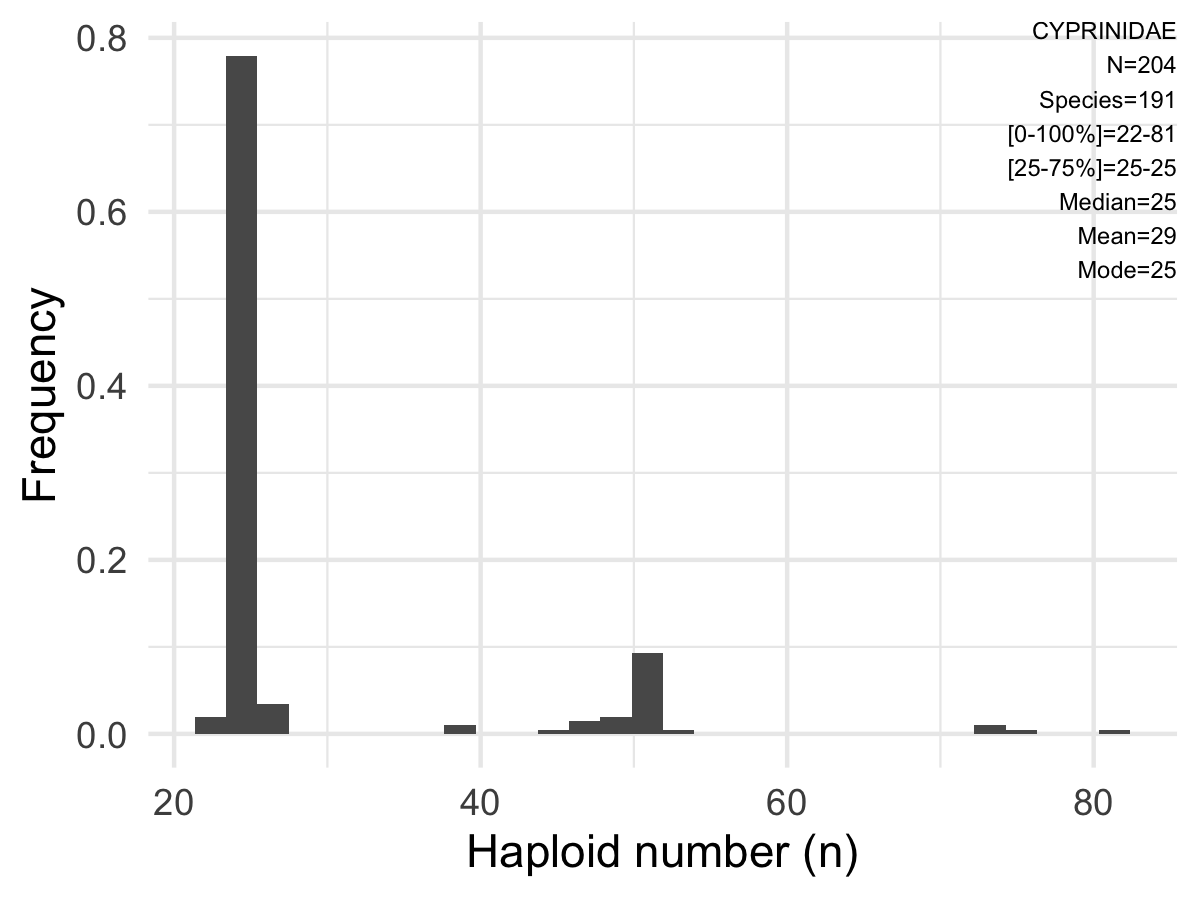 CYPRINIDAE
N=204
Species=191
[0-100%]=22-81
[25-75%]=25-25
Median=25
Mean=29
Mode=25
0.8
0.6
0.4
0.2
0.0
Frequency
20 40 60 80
Haploid number (n)